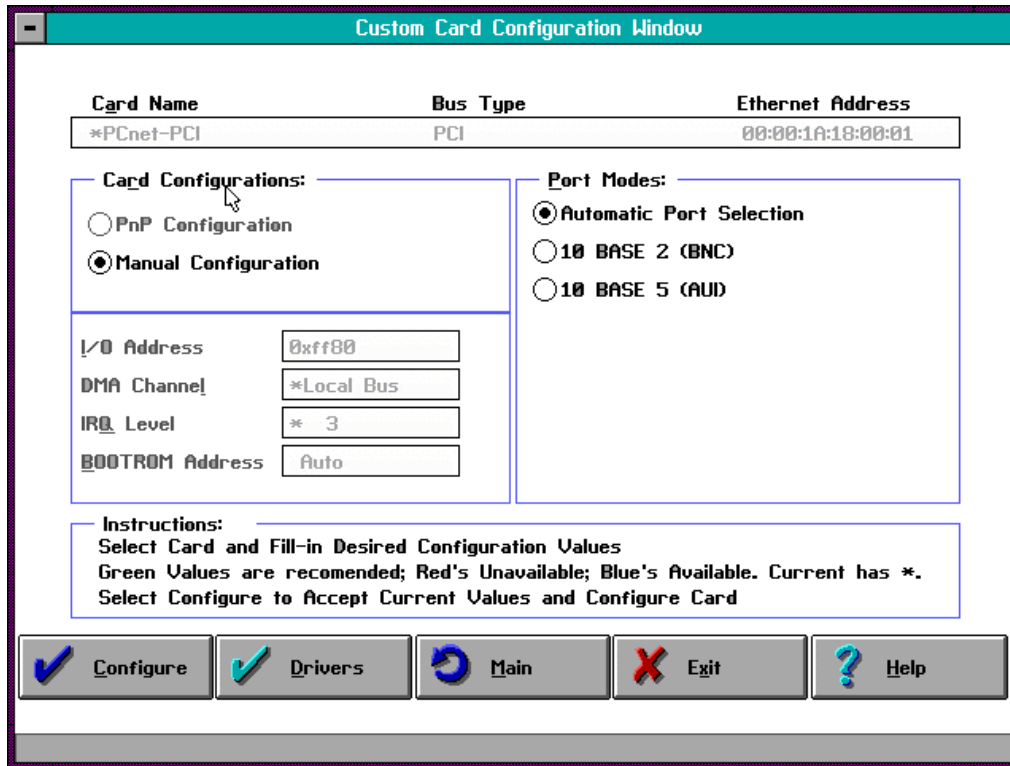 Custom Card Configuration Window
Card Name Bus Type Ethernet Address
*PCnet-PCI PCI 00:00:1A:18:00:01
Card Configurations:
PnP Configuration
Manual Configuration
Port Modes:
Automatic Port Selection
10 BASE 2 (BNC)
10 BASE 5 (AUI)
I/O Address 0xff80
DMA Channel *Local Bus
IRQ Level * 3
BOOTROM Address Auto
Instructions:
Select Card and Fill-in Desired Configuration Values
Green Values are recomended; Red's Unavailable; Blue's Available. Current has *.
Select Configure to Accept Current Values and Configure Card
Configure Drivers Main Exit Help